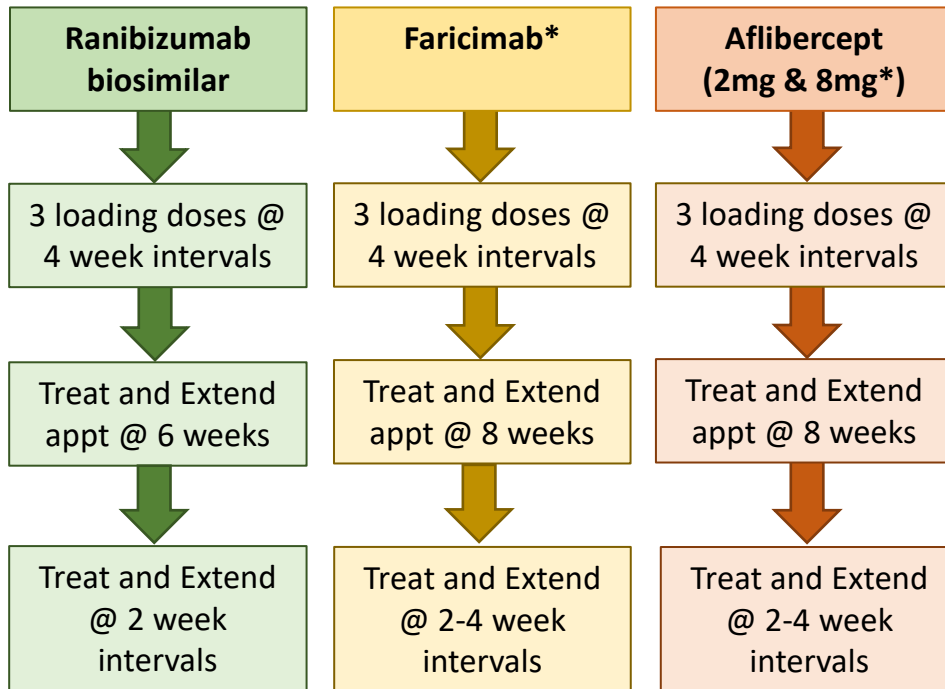 Ranibizumab
biosimilar
3 loading doses @
4 week intervals
Treat and Extend
appt @ 6 weeks
Treat and Extend
@ 2 week
intervals
Faricimab*
3 loading doses @
4 week intervals
Treat and Extend
appt @ 8 weeks
Treat and Extend
@ 2-4 week
intervals
Aflibercept
(2mg & 8mg*)
3 loading doses @
4 week intervals
Treat and Extend
appt @ 8 weeks
Treat and Extend
@ 2-4 week
intervals